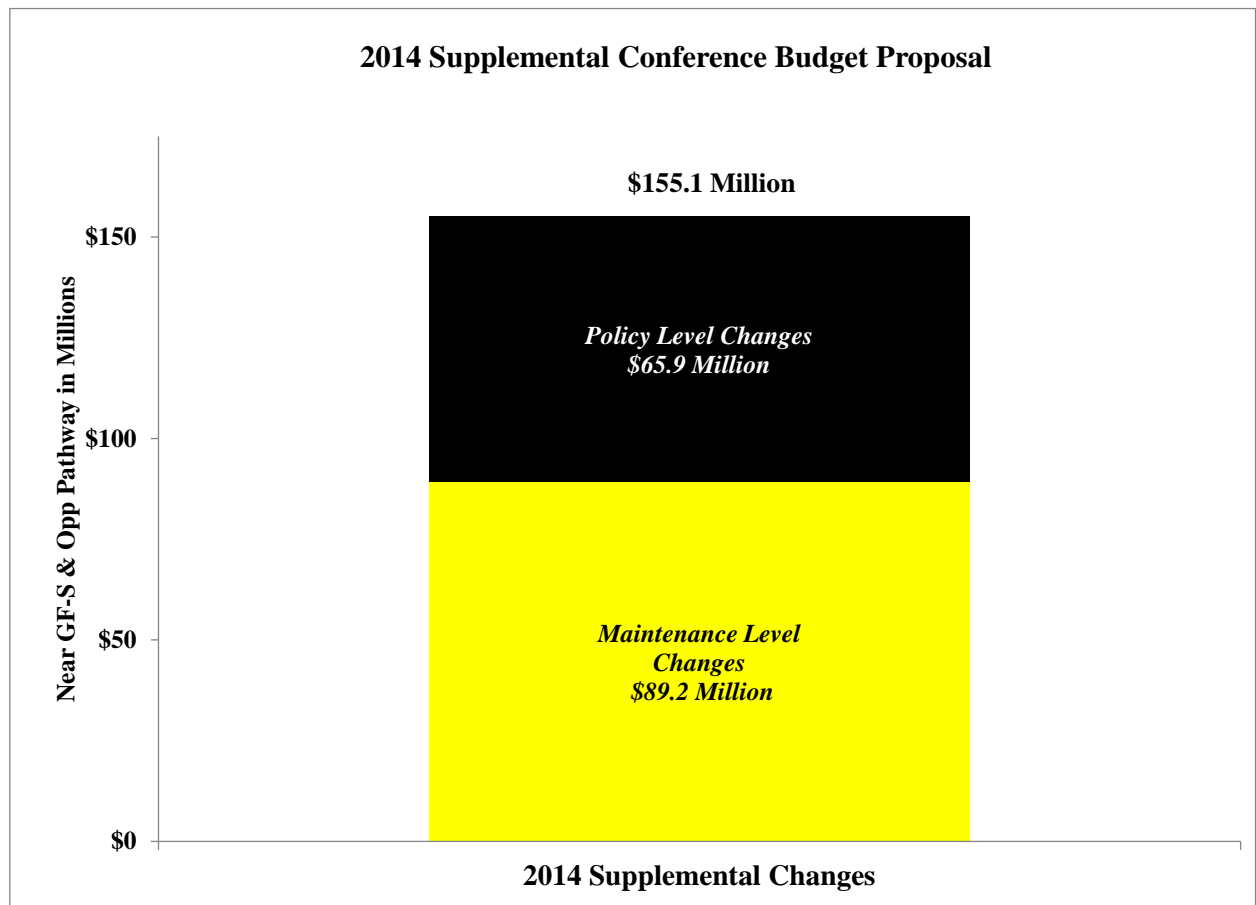 2014 Supplemental Conference Budget Proposal
$155.1 Million
$150
$100
$50
$0
Near GF-S & Opp Pathway in Millions
Policy Level Changes
$65.9 Million
Maintenance Level
Changes
$89.2 Million
2014 Supplemental Changes